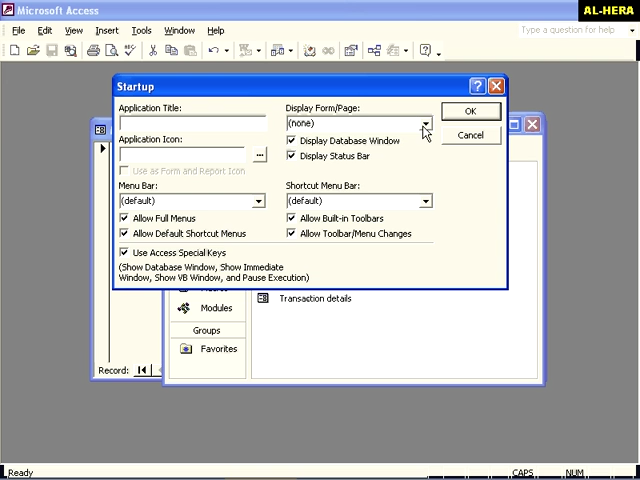 Microsoft Access
AL-HERA
File Edit View Insert Tools Window Help
Type a question for help
Startup
Application Title:
Display Form/Page:
(none)
OK
Application Icon:
Display Database Window
Cancel
Display Status Bar
...
Use as Form and Report Icon
Menu Bar:
Shortcut Menu Bar:
(default)
(default)
Allow Full Menus
Allow Built-in Toolbars
Allow Default Shortcut Menus
Allow Toolbar/Menu Changes
Use Access Special Keys
(Show Database Window, Show Immediate
Window, Show VB Window, and Pause Execution)
Transaction details
Modules
Groups
Favorites
Record:
Ready
CAPS
NUM